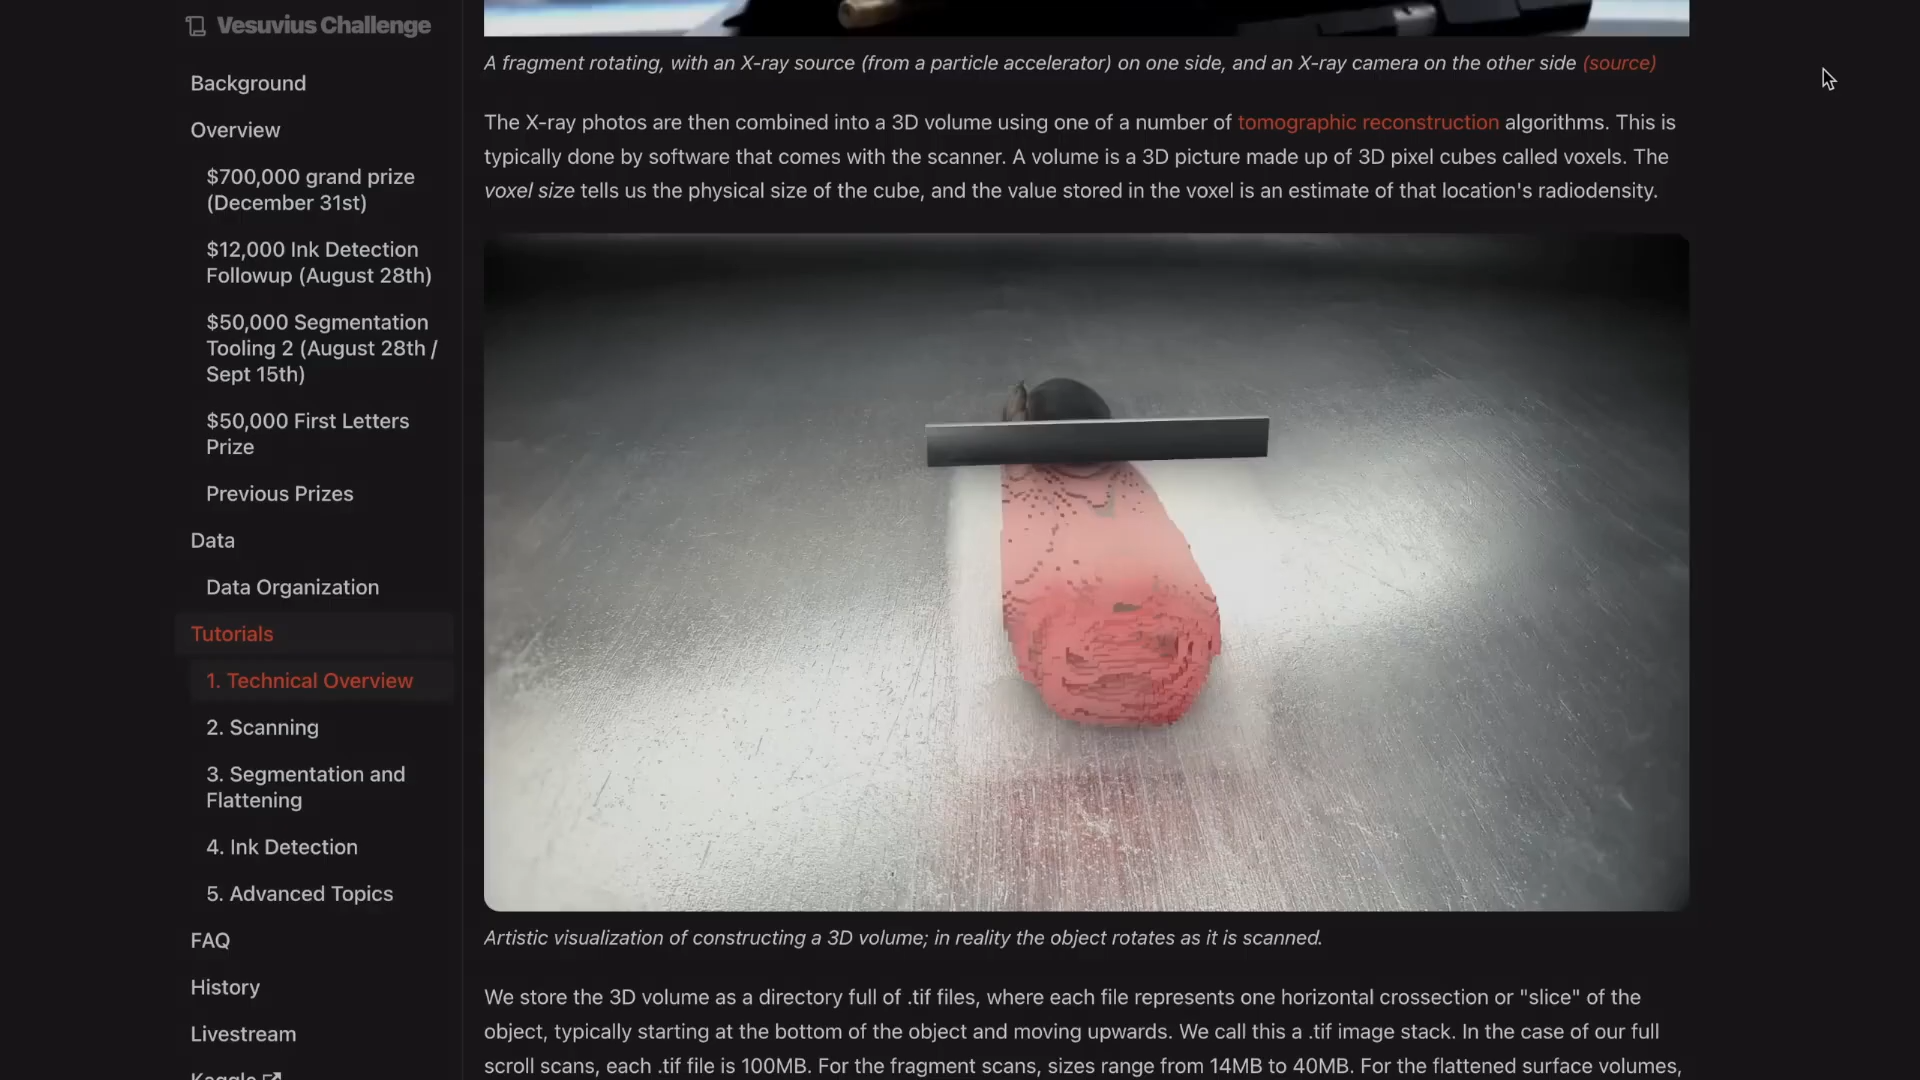 Vesuvius Challenge
Background
Overview
$700,000 grand prize
(December 31st)
$12,000 Ink Detection
Followup (August 28th)
$50,000 Segmentation
Tooling 2 (August 28th /
Sept 15th)
$50,000 First Letters
Prize
Previous Prizes
Data
Data Organization
Tutorials
1. Technical Overview
2. Scanning
3. Segmentation and
Flattening
4. Ink Detection
5. Advanced Topics
FAQ
History
Livestream
Kaggle
A fragment rotating, with an X-ray source (from a particle accelerator) on one side, and an X-ray camera on the other side (source)
The X-ray photos are then combined into a 3D volume using one of a number of tomographic reconstruction algorithms. This is
typically done by software that comes with the scanner. A volume is a 3D picture made up of 3D pixel cubes called voxels. The
voxel size tells us the physical size of the cube, and the value stored in the voxel is an estimate of that location's radiodensity.
Artistic visualization of constructing a 3D volume; in reality the object rotates as it is scanned.
We store the 3D volume as a directory full of .tif files, where each file represents one horizontal crossection or "slice" of the
object, typically starting at the bottom of the object and moving upwards. We call this a .tif image stack. In the case of our full
scroll scans, each .tif file is 100MB. For the fragment scans, sizes range from 14MB to 40MB. For the flattened surface volumes,